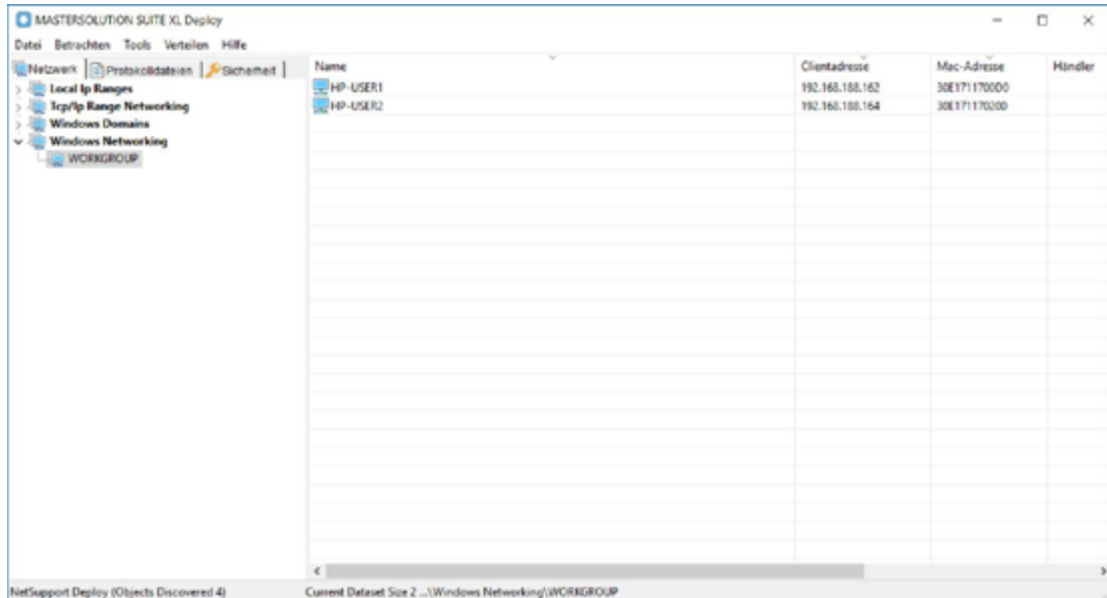 MASTERSOLUTION SUITE XL Deploy
Datei Betrachten Tools Verteilen Hilfe
Netzwerk Protokolldateien Sicherheit
Local Ip Ranges
Tcp/Ip Range Networking
Windows Domains
Windows Networking
WORKGROUP
Name Clientadresse Mac-Adresse Händler
HP-USER1 192.168.188.162 30E1711700D0
HP-USER2 192.168.188.164 30E171170200
NetSupport Deploy (Objects Discovered 4) Current Dataset Size 2 ...\Windows Networking\WORKGROUP